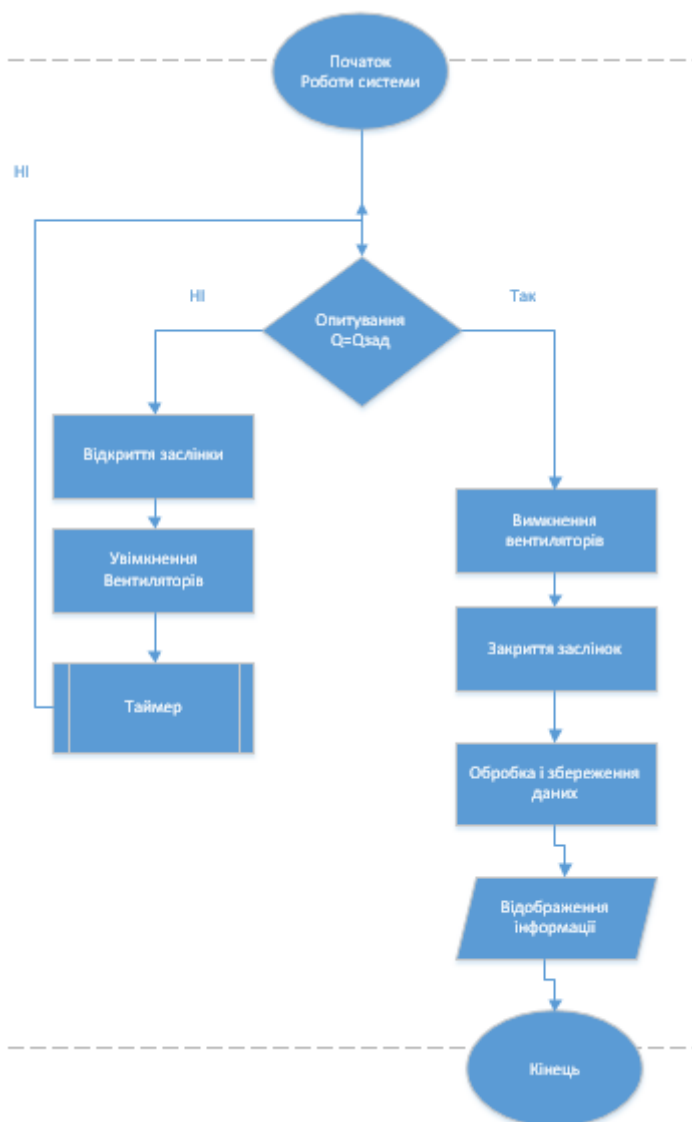 Початок
Роботи системи
НІ
НІ
Так
Опитування
Q=Qзад
Відкриття заслінки
Увімкнення
Вентиляторів
Таймер
Вимкнення
вентиляторів
Закриття заслінок
Обробка і збереження
даних
Відображення
інформації
Кінець